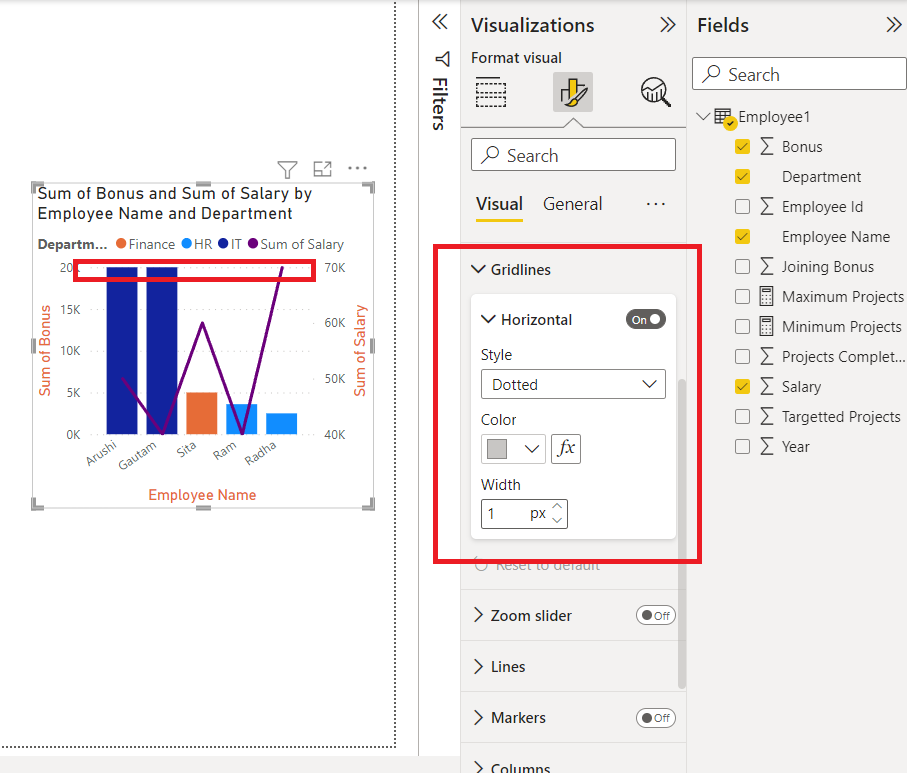 Sum of Bonus and Sum of Salary by
Employee Name and Department
Departm... Finance HR IT Sum of Salary
20K
15K
10K
5K
0K
Sum of Bonus
70K
60K
50K
40K
Sum of Salary
Arushi
Gautam
Sita
Ram
Radha
Employee Name
Filters
Visualizations
Format visual
Search
Visual General ...
Gridlines
Horizontal On
Style
Dotted
Color
fx
Width
1 px
Reset to default
Zoom slider Off
Lines
Markers Off
Columns
Fields
Search
Employee1
Σ Bonus
Department
Σ Employee Id
Employee Name
Σ Joining Bonus
Maximum Projects
Minimum Projects
Σ Projects Complet...
Σ Salary
Σ Targetted Projects
Σ Year